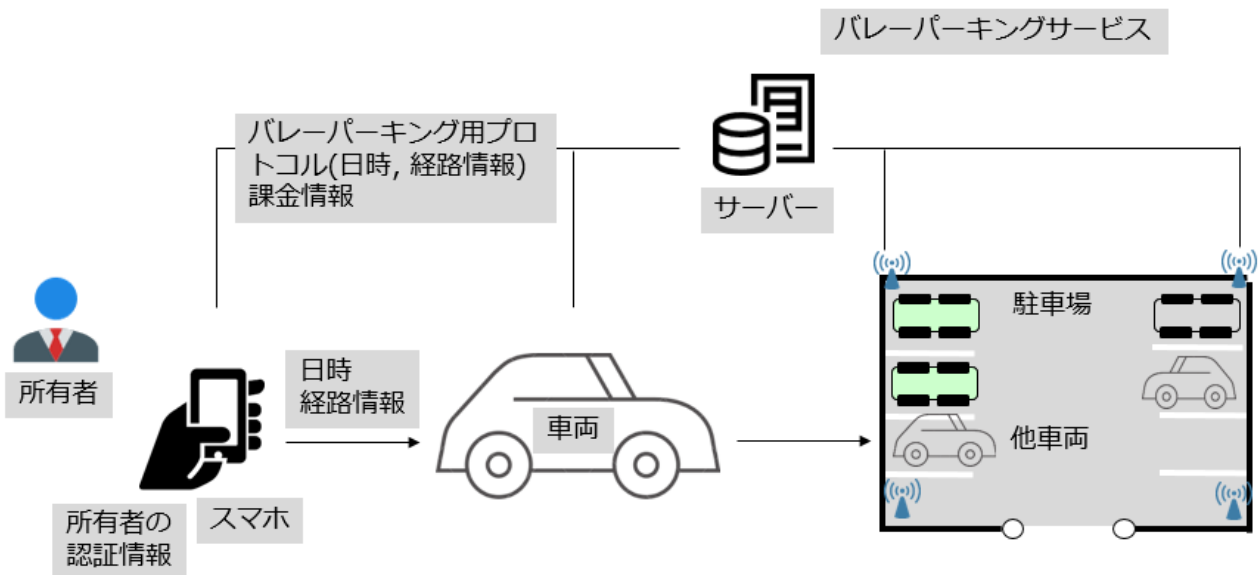 バレーパーキングサービス
バレーパーキング用プロ
トコル(日時, 経路情報)
課金情報
サーバー
駐車場
所有者
日時
経路情報
車両
他車両
スマホ
所有者の
認証情報